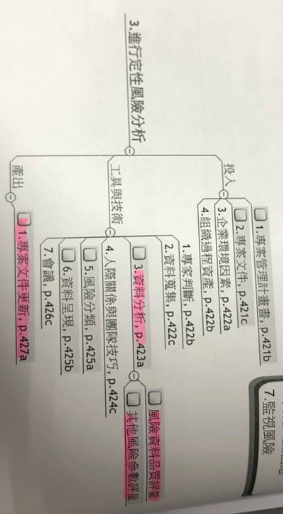 3.進行定性風險分析
投入
1.專案管理計畫書, p.421b
2.專案文件, p.421c
3.企業環境因素, p.422a
4.組織過程資產, p.422b
工具與技術
1.專家判斷, p.422b
2.資料蒐集, p.422c
3.資料分析, p.423a
風險資料品質評鑑
其他風險參數評量
4.人際關係與團隊技巧, p.424c
5.風險分類, p.425a
6.資料呈現, p.425b
7.會議, p.426c
產出
1.專案文件更新, p.427a
7.監視風險